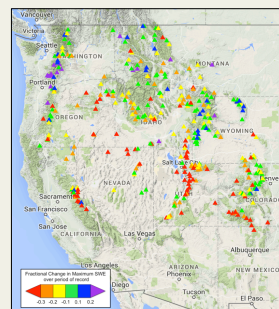 Vancouver
Victoria
Seattle
WASHINGTON
MONTANA
Portland
OREGON
IDAHO
WYOMING
Salt Lake City
NEVADA
Denver
COLORADO
Sacramento
San Francisco
San Jose
CALIFORNIA
Las Vegas
Albuquerque
Los Angeles
ARIZONA
NEW MEXICO
Phoenix
Diego
Tucson
El Paso
Fractional Change in Maximum SWE
over period of record
-0.3 -0.2 -0.1 0.1 0.2